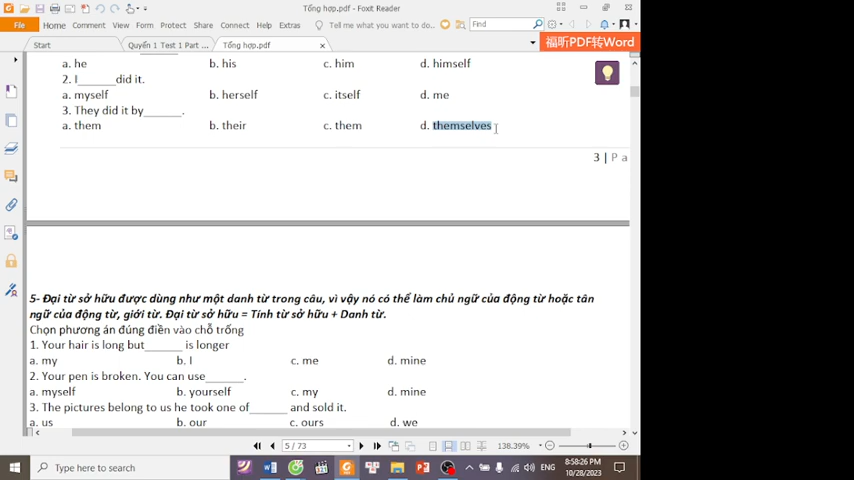 Tổng hợp.pdf - Foxit Reader
File Home Comment View Form Protect Share Connect Help Extras Tell me what you want to do... Find
Start Quyển 1 Test 1 Part ... Tổng hợp.pdf
福昕PDF转Word
a. he b. his c. him d. himself
2. I______did it.
a. myself b. herself c. itself d. me
3. They did it by______.
a. them b. their c. them d. themselves
3 | P a
5- Đại từ sở hữu được dùng như một danh từ trong câu, vì vậy nó có thể làm chủ ngữ của động từ hoặc tân
ngữ của động từ, giới từ. Đại từ sở hữu = Tính từ sở hữu + Danh từ.
Chọn phương án đúng điền vào chỗ trống
1. Your hair is long but______ is longer
a. my b. I c. me d. mine
2. Your pen is broken. You can use______.
a. myself b. yourself c. my d. mine
3. The pictures belong to us he took one of______ and sold it.
a. us b. our c. ours d. we
5 / 73 138.39%
Type here to search ENG 8:58:26 PM
10/28/2023